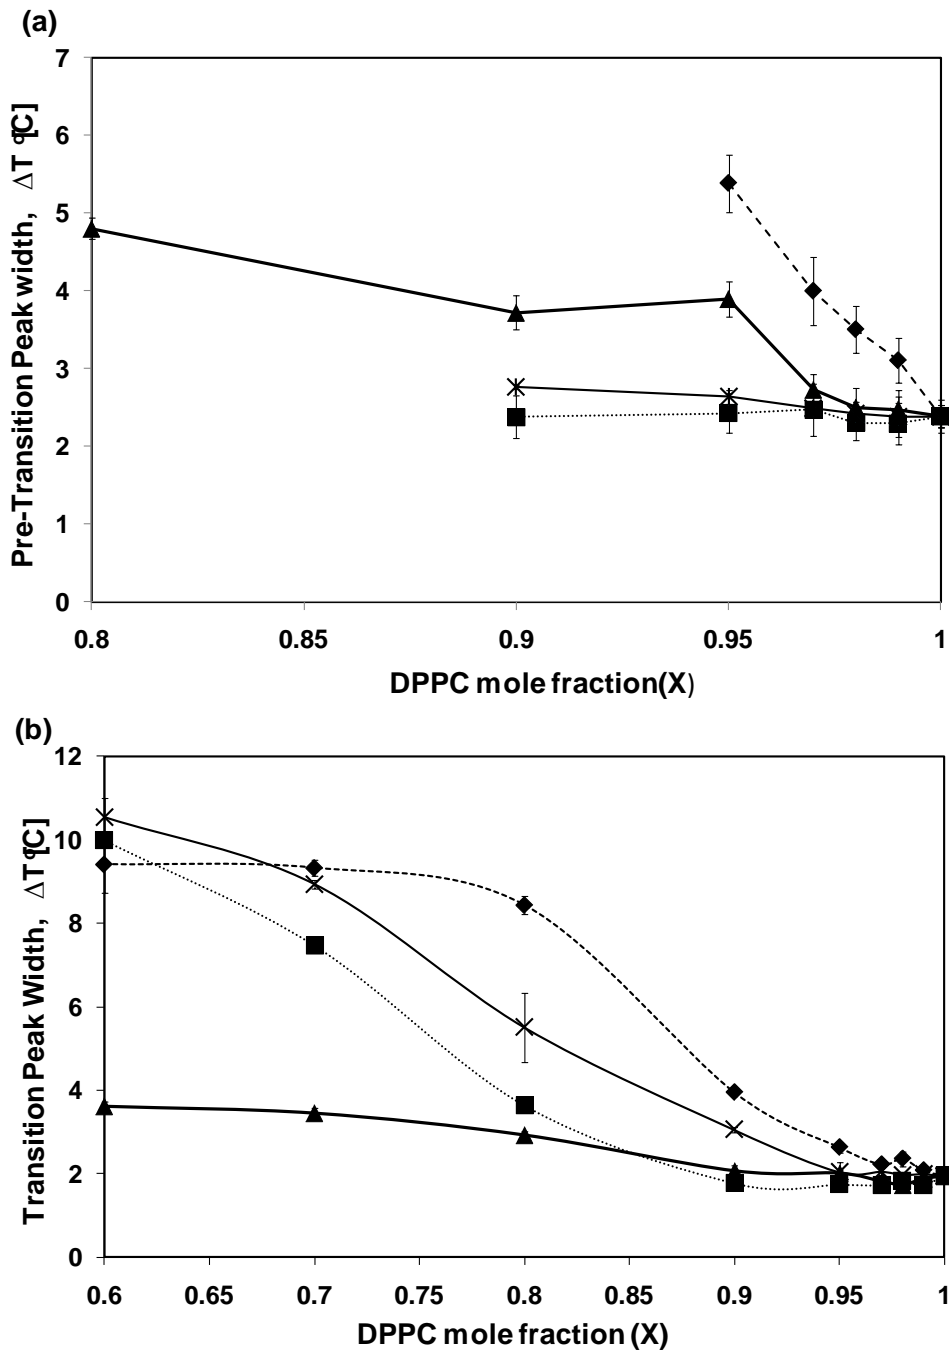 (a)
Pre-Transition Peak width, ΔT [°C]
7
6
5
4
3
2
1
0
0.8 0.85 0.9 0.95 1
DPPC mole fraction(X)
(b)
Transition Peak Width, ΔT [°C]
12
10
8
6
4
2
0
0.6 0.65 0.7 0.75 0.8 0.85 0.9 0.95 1
DPPC mole fraction (X)